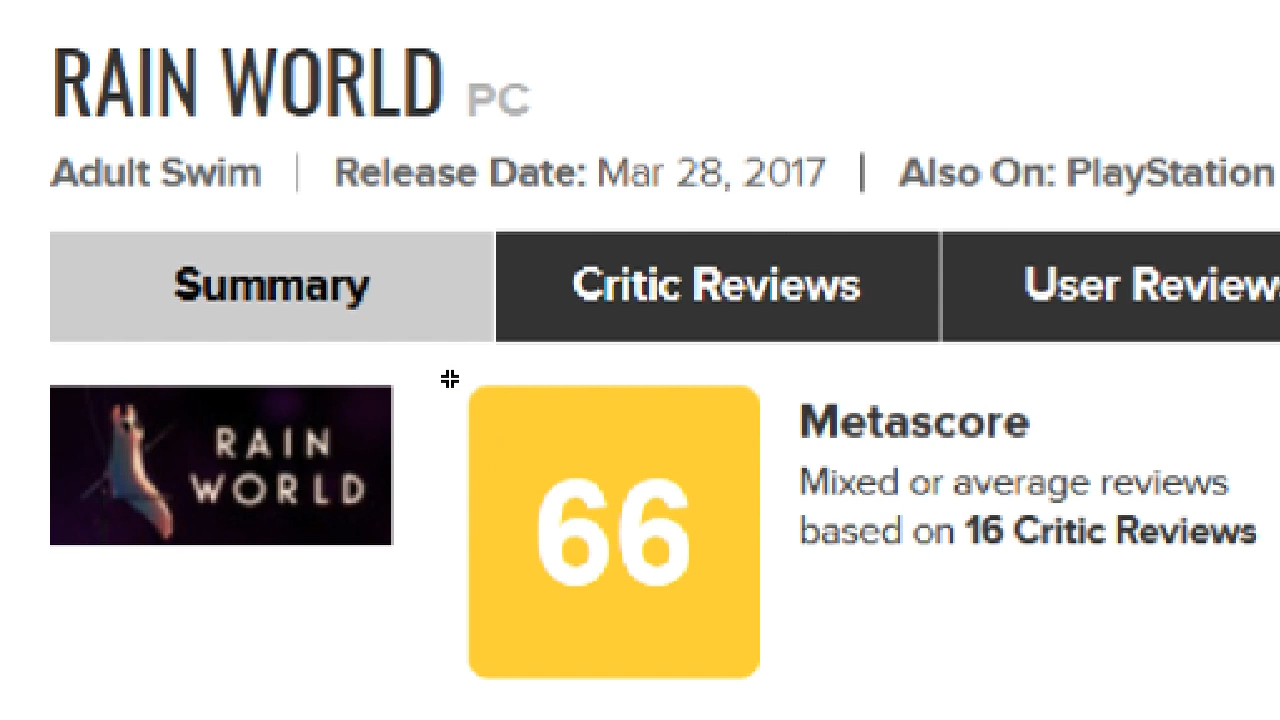 RAIN WORLD PC
Adult Swim | Release Date: Mar 28, 2017 | Also On: PlayStation
Summary Critic Reviews User Review
RAIN
WORLD
66
Metascore
Mixed or average reviews
based on 16 Critic Reviews